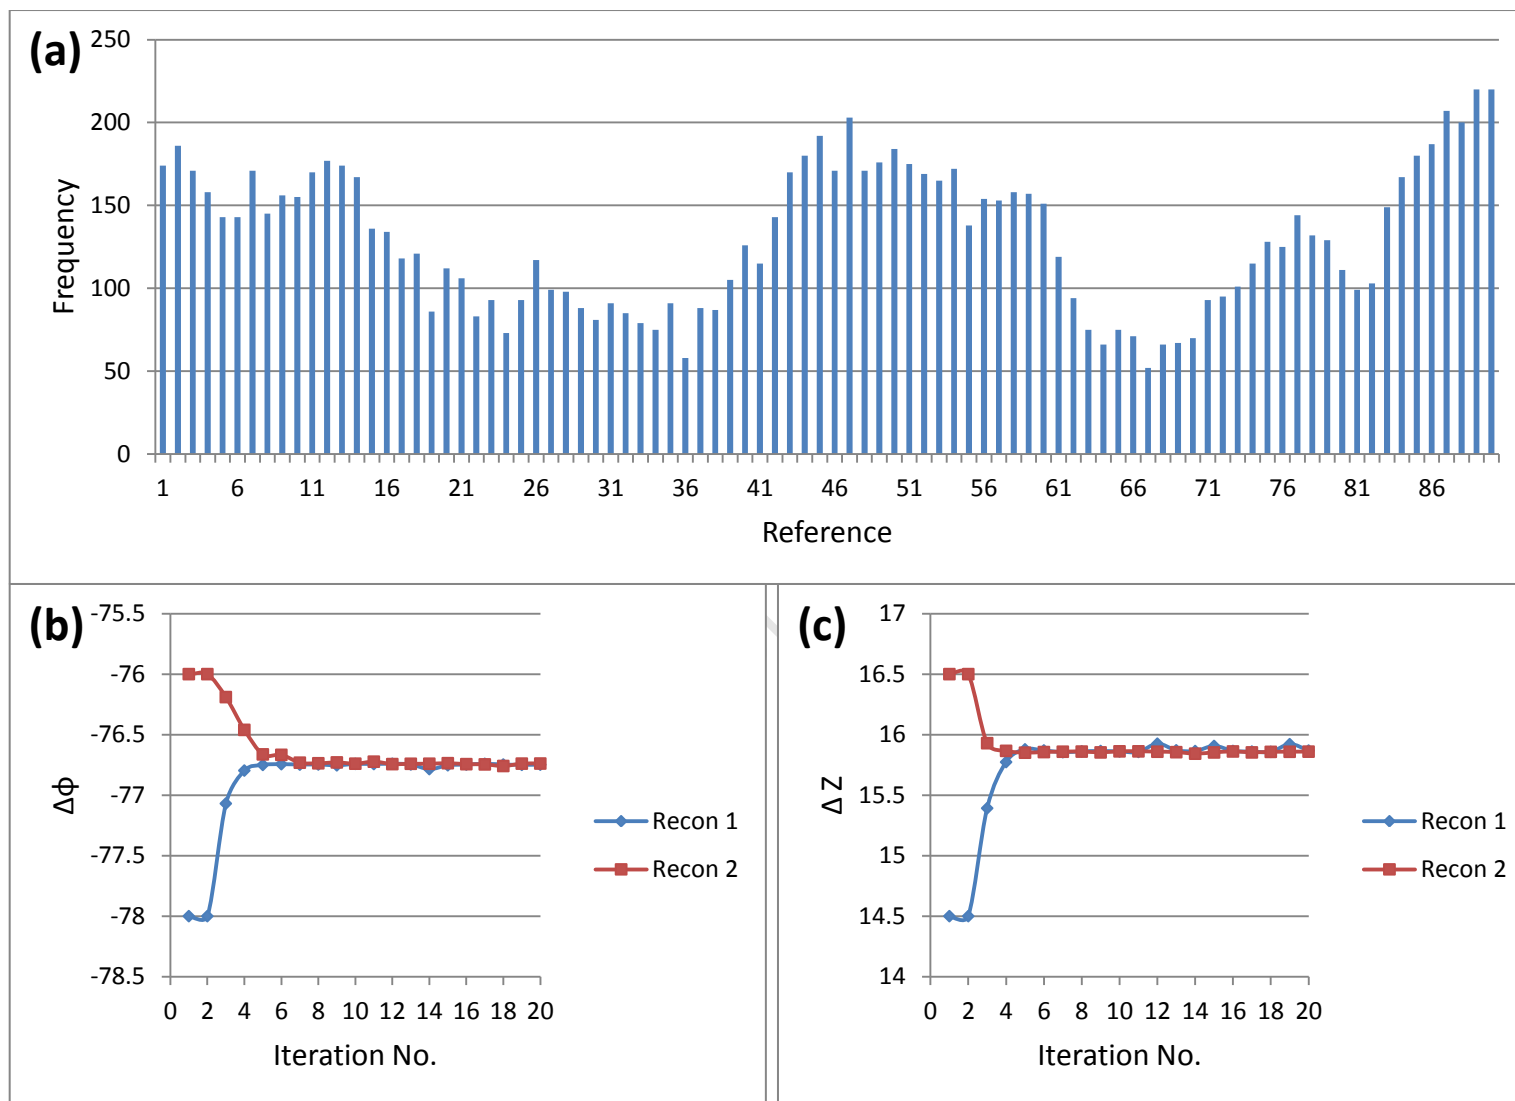 (a)
250
200
150
100
50
0
Frequency
1 6 11 16 21 26 31 36 41 46 51 56 61 66 71 76 81 86
Reference
(b)
-75.5
-76
-76.5
-77
-77.5
-78
-78.5
Δϕ
0 2 4 6 8 10 12 14 16 18 20
Iteration No.
Recon 1
Recon 2
(c)
17
16.5
16
15.5
15
14.5
14
Δ Z
0 2 4 6 8 10 12 14 16 18 20
Iteration No.
Recon 1
Recon 2